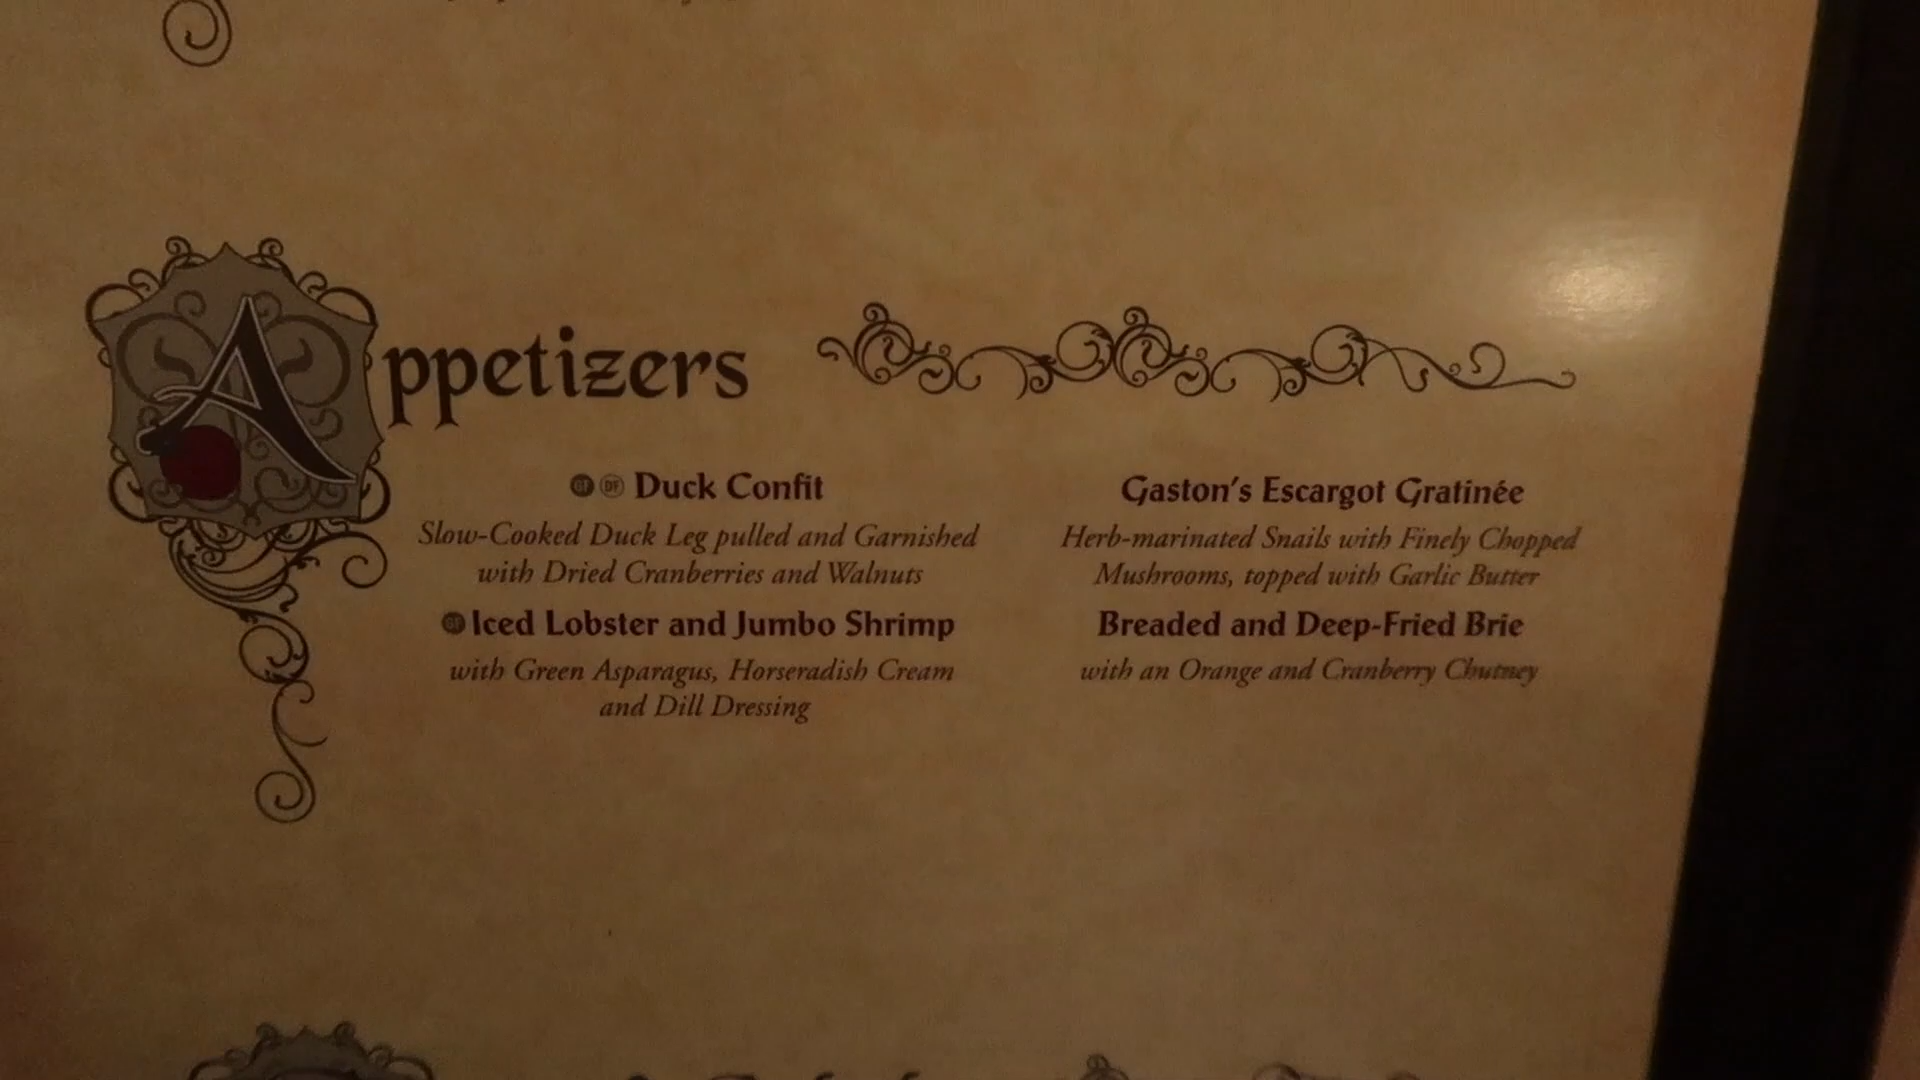 Appetizers
GF DF Duck Confit
Slow-Cooked Duck Leg pulled and Garnished
with Dried Cranberries and Walnuts
GF Iced Lobster and Jumbo Shrimp
with Green Asparagus, Horseradish Cream
and Dill Dressing
Gaston's Escargot Gratinée
Herb-marinated Snails with Finely Chopped
Mushrooms, topped with Garlic Butter
Breaded and Deep-Fried Brie
with an Orange and Cranberry Chutney